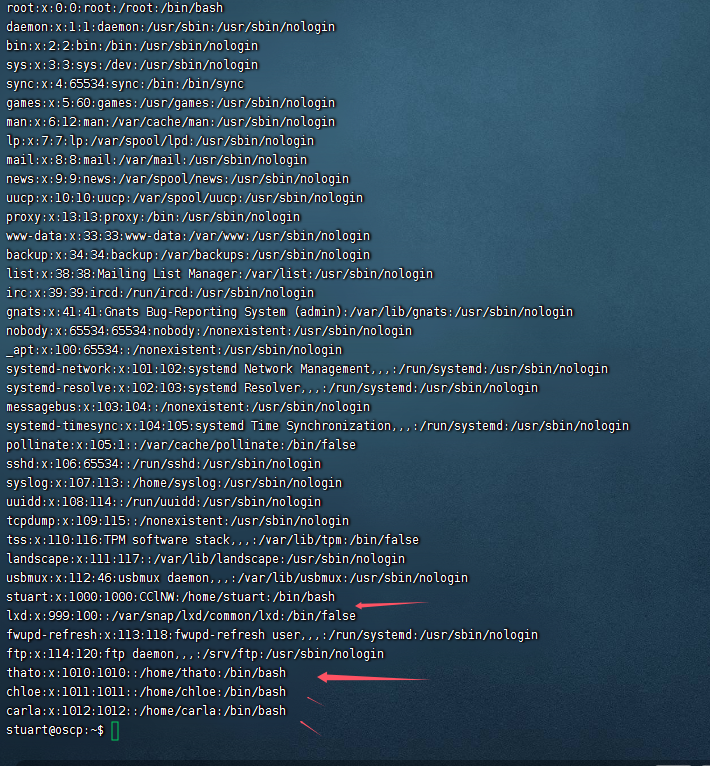 root:x:0:0:root:/root:/bin/bash
daemon:x:1:1:daemon:/usr/sbin:/usr/sbin/nologin
bin:x:2:2:bin:/bin:/usr/sbin/nologin
sys:x:3:3:sys:/dev:/usr/sbin/nologin
sync:x:4:65534:sync:/bin:/bin/sync
games:x:5:60:games:/usr/games:/usr/sbin/nologin
man:x:6:12:man:/var/cache/man:/usr/sbin/nologin
lp:x:7:7:lp:/var/spool/lpd:/usr/sbin/nologin
mail:x:8:8:mail:/var/mail:/usr/sbin/nologin
news:x:9:9:news:/var/spool/news:/usr/sbin/nologin
uucp:x:10:10:uucp:/var/spool/uucp:/usr/sbin/nologin
proxy:x:13:13:proxy:/bin:/usr/sbin/nologin
www-data:x:33:33:www-data:/var/www:/usr/sbin/nologin
backup:x:34:34:backup:/var/backups:/usr/sbin/nologin
list:x:38:38:Mailing List Manager:/var/list:/usr/sbin/nologin
irc:x:39:39:ircd:/run/ircd:/usr/sbin/nologin
gnats:x:41:41:Gnats Bug-Reporting System (admin):/var/lib/gnats:/usr/sbin/nologin
nobody:x:65534:65534:nobody:/nonexistent:/usr/sbin/nologin
_apt:x:100:65534::/nonexistent:/usr/sbin/nologin
systemd-network:x:101:102:systemd Network Management,,,:/run/systemd:/usr/sbin/nologin
systemd-resolve:x:102:103:systemd Resolver,,,:/run/systemd:/usr/sbin/nologin
messagebus:x:103:104::/nonexistent:/usr/sbin/nologin
systemd-timesync:x:104:105:systemd Time Synchronization,,,:/run/systemd:/usr/sbin/nologin
pollinate:x:105:1::/var/cache/pollinate:/bin/false
sshd:x:106:65534::/run/sshd:/usr/sbin/nologin
syslog:x:107:113::/home/syslog:/usr/sbin/nologin
uuidd:x:108:114::/run/uuidd:/usr/sbin/nologin
tcpdump:x:109:115::/nonexistent:/usr/sbin/nologin
tss:x:110:116:TPM software stack,,,:/var/lib/tpm:/bin/false
landscape:x:111:117::/var/lib/landscape:/usr/sbin/nologin
usbmux:x:112:46:usbmux daemon,,,:/var/lib/usbmux:/usr/sbin/nologin
stuart:x:1000:1000:CClNW:/home/stuart:/bin/bash
lxd:x:999:100::/var/snap/lxd/common/lxd:/bin/false
fwupd-refresh:x:113:118:fwupd-refresh user,,,:/run/systemd:/usr/sbin/nologin
ftp:x:114:120:ftp daemon,,,:/srv/ftp:/usr/sbin/nologin
thato:x:1010:1010::/home/thato:/bin/bash
chloe:x:1011:1011::/home/chloe:/bin/bash
carla:x:1012:1012::/home/carla:/bin/bash
stuart@oscp:~$